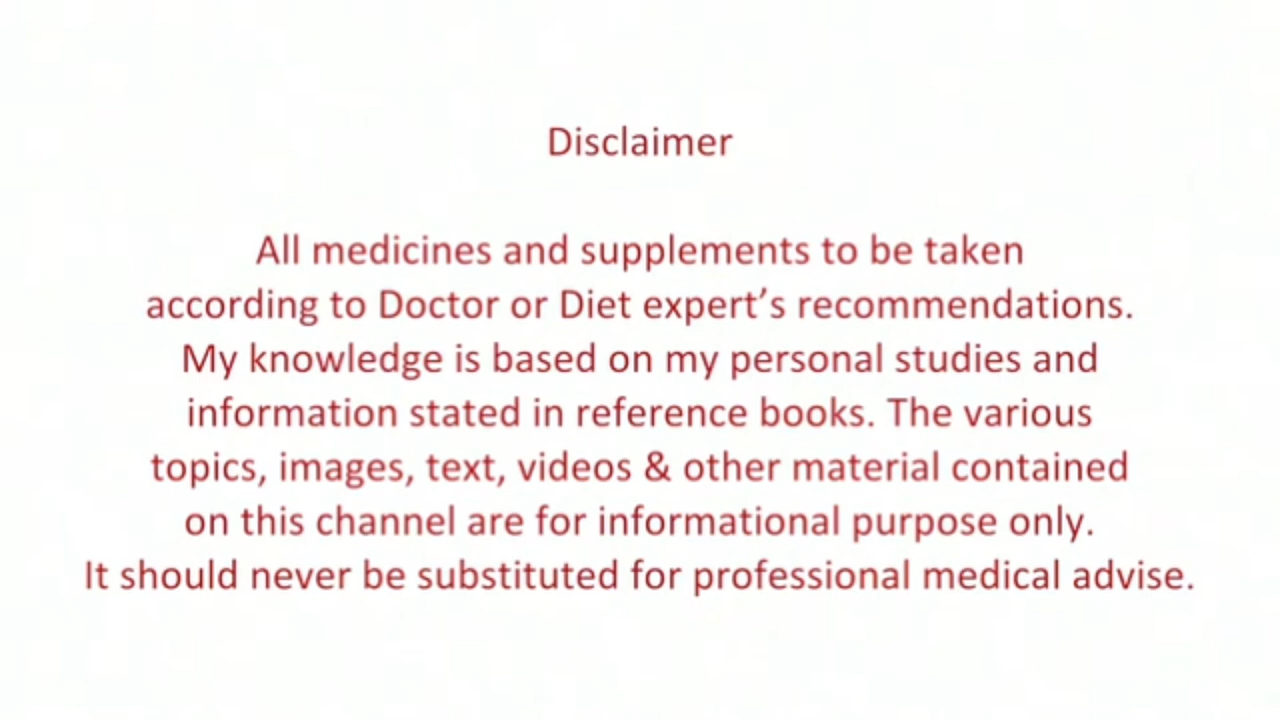 Disclaimer
All medicines and supplements to be taken
according to Doctor or Diet expert’s recommendations.
My knowledge is based on my personal studies and
information stated in reference books. The various
topics, images, text, videos & other material contained
on this channel are for informational purpose only.
It should never be substituted for professional medical advise.